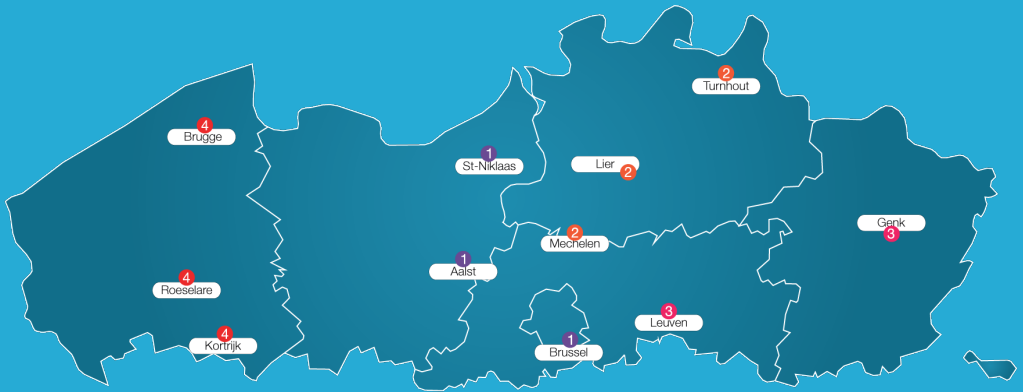 2
Turnhout
4
Brugge
1
St-Niklaas
Lier
2
Genk
3
2
Mechelen
1
Aalst
4
Roeselare
3
Leuven
4
Kortrijk
1
Brussel